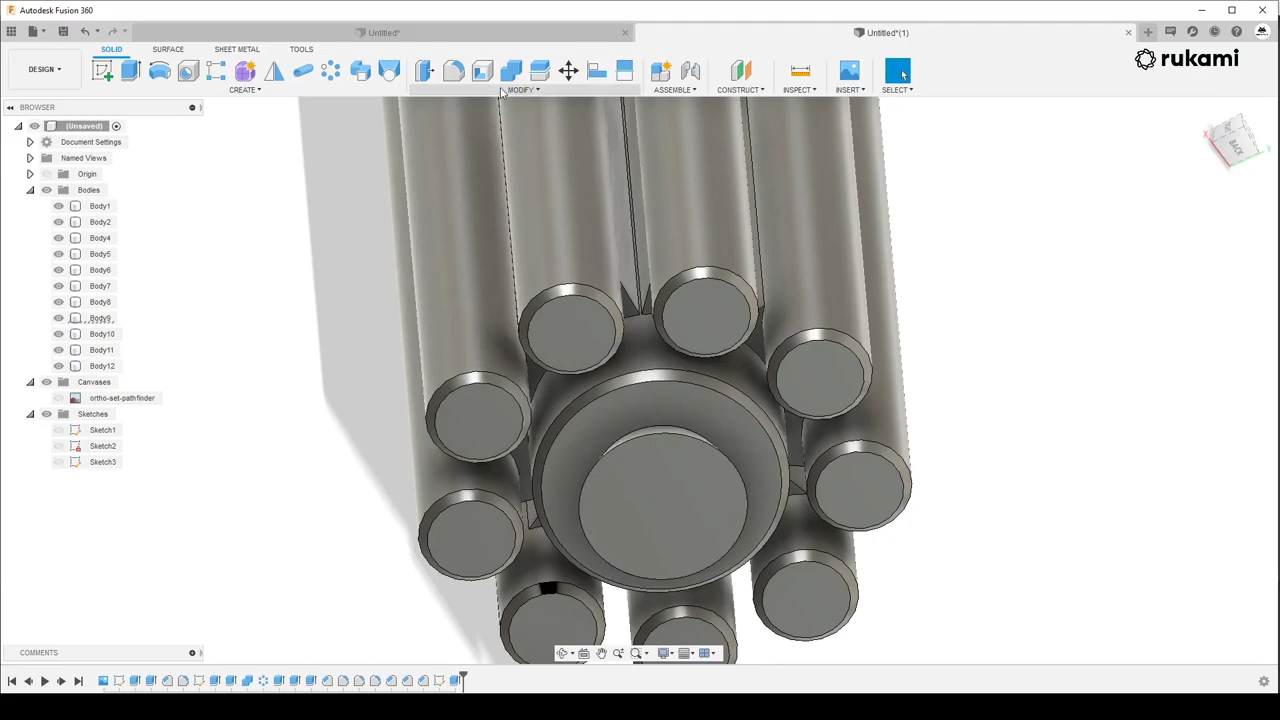 Autodesk Fusion 360
Untitled*
Untitled*(1)
SOLID
SURFACE
SHEET METAL
TOOLS
rukami
DESIGN
CREATE
MODIFY
ASSEMBLE
CONSTRUCT
INSPECT
INSERT
SELECT
BROWSER
(Unsaved)
Document Settings
Named Views
Origin
Bodies
Body1
Body2
Body4
Body5
Body6
Body7
Body8
Body9
Body10
Body11
Body12
Canvases
ortho-set-pathfinder
Sketches
Sketch1
Sketch2
Sketch3
BACK
X
Y
COMMENTS